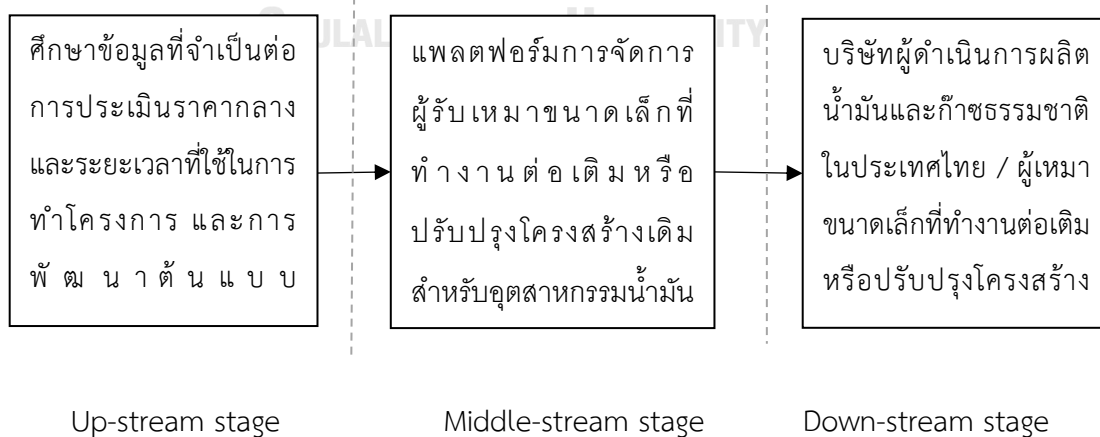 ศึกษาข้อมูลที่จำเป็นต่อ
การประเมินราคากลาง
และระยะเวลาที่ใช้ในการ
ทำโครงการ และการ
พัฒนาต้นแบบ
แพลตฟอร์มการจัดการ
ผู้รับเหมาขนาดเล็กที่
ทำงานต่อเติมหรือ
ปรับปรุงโครงสร้างเดิม
สำหรับอุตสาหกรรมน้ำมัน
บริษัทผู้ดำเนินการผลิต
น้ำมันและก๊าซธรรมชาติ
ในประเทศไทย / ผู้เหมา
ขนาดเล็กที่ทำงานต่อเติม
หรือปรับปรุงโครงสร้าง
Up-stream stage
Middle-stream stage
Down-stream stage